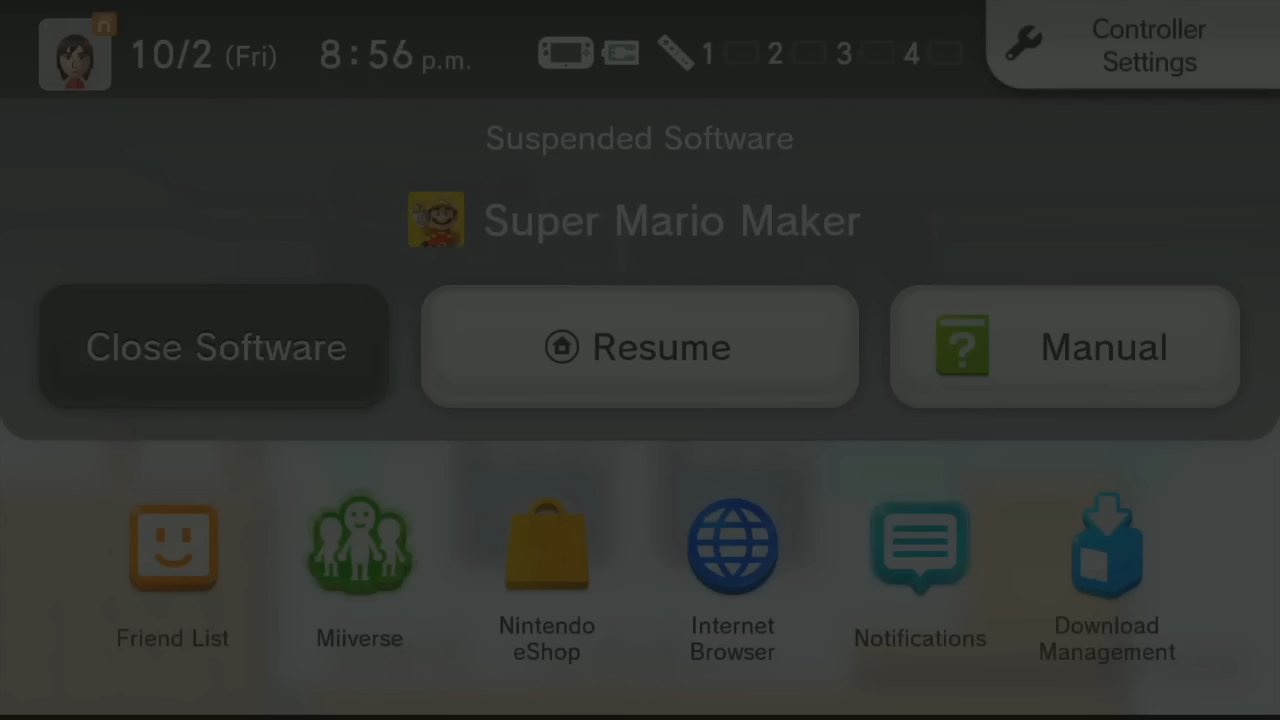 10/2 (Fri) 8:56 p.m. 1 2 3 4
Controller
Settings
Suspended Software
Super Mario Maker
Close Software
Resume
? Manual
Friend List
Miiverse
Nintendo
eShop
Internet
Browser
Notifications
Download
Management